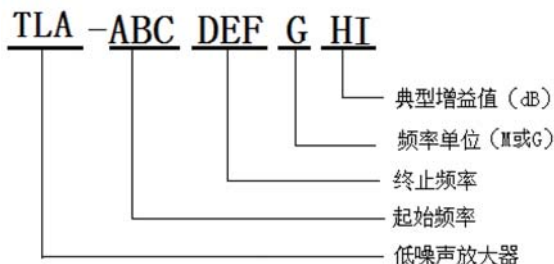 TLA-ABC DEF G HI
典型增益值（dB）
频率单位（M或G）
终止频率
起始频率
低噪声放大器